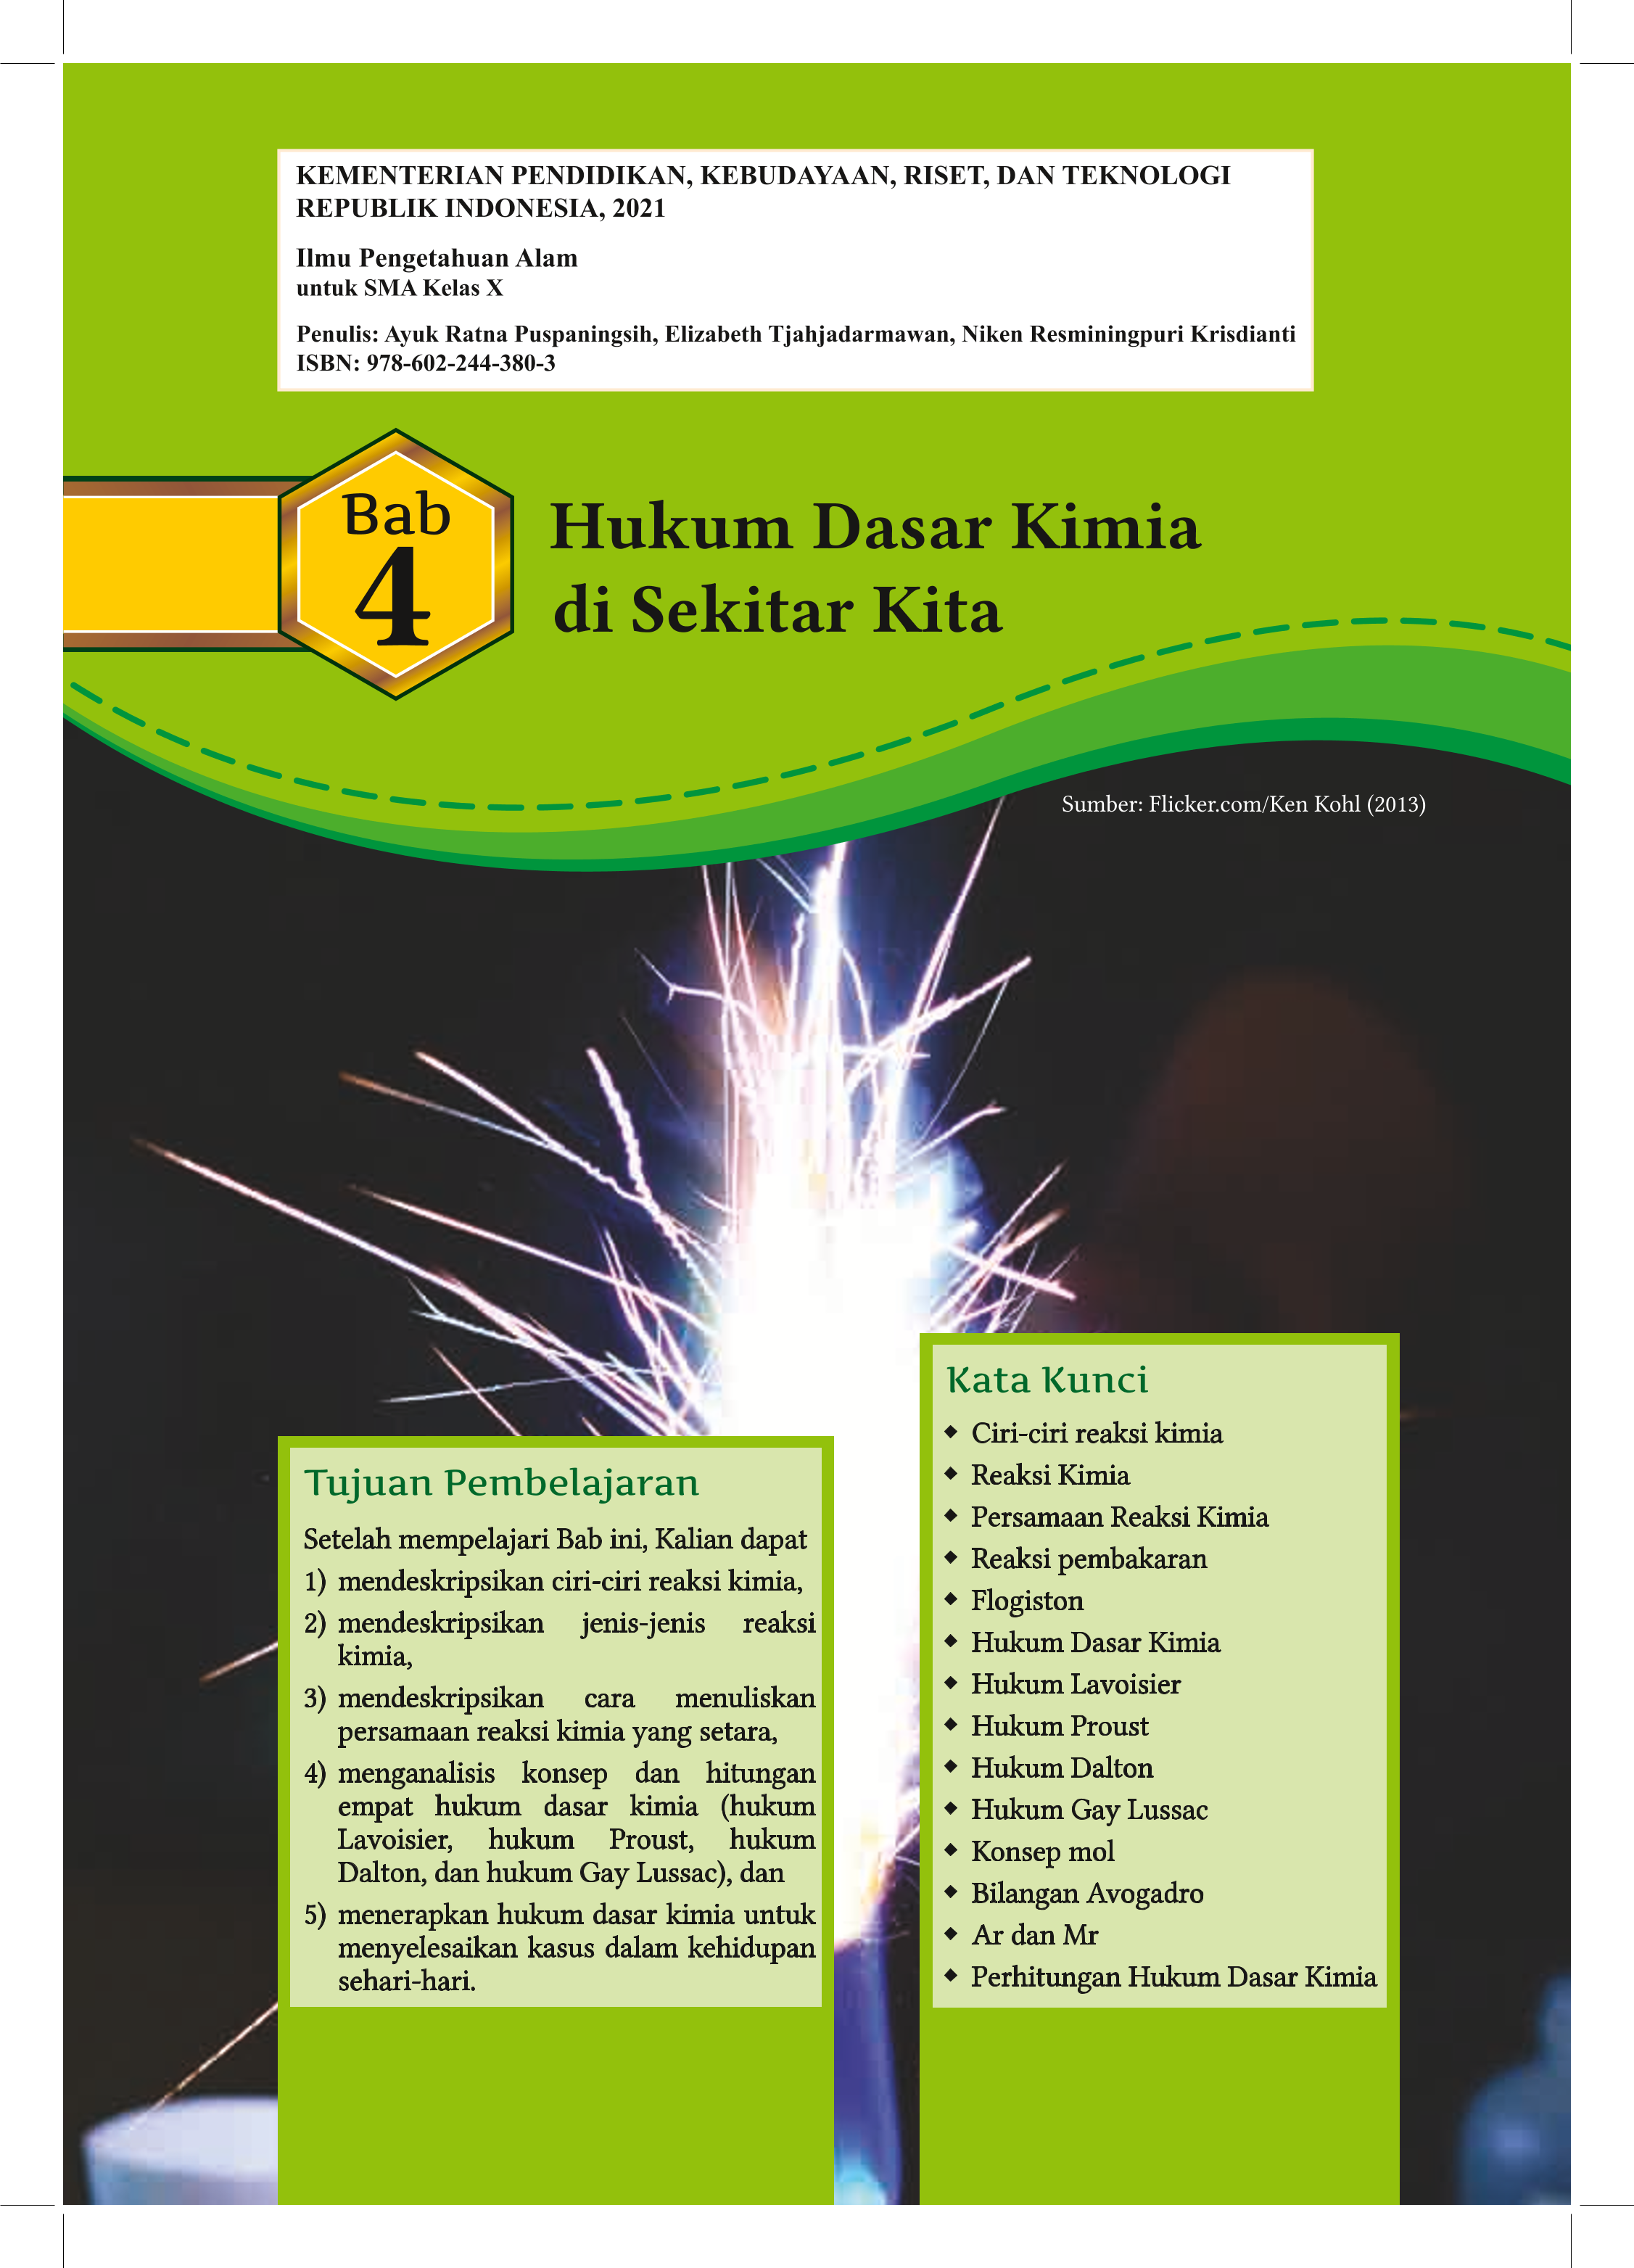 KEMENTERIAN PENDIDIKAN, KEBUDAYAAN, RISET, DAN TEKNOLOGI
REPUBLIK INDONESIA, 2021
Ilmu Pengetahuan Alam
untuk SMA Kelas X
Penulis: Ayuk Ratna Puspaningsih, Elizabeth Tjahjadarmawan, Niken Resminingpuri Krisdianti
ISBN: 978-602-244-380-3
Bab
4
Hukum Dasar Kimia
di Sekitar Kita
Sumber: Flicker.com/Ken Kohl (2013)
Tujuan Pembelajaran
Setelah mempelajari Bab ini, Kalian dapat
1) mendeskripsikan ciri-ciri reaksi kimia,
2) mendeskripsikan jenis-jenis reaksi
kimia,
3) mendeskripsikan cara menuliskan
persamaan reaksi kimia yang setara,
4) menganalisis konsep dan hitungan
empat hukum dasar kimia (hukum
Lavoisier, hukum Proust, hukum
Dalton, dan hukum Gay Lussac), dan
5) menerapkan hukum dasar kimia untuk
menyelesaikan kasus dalam kehidupan
sehari-hari.
Kata Kunci
◆ Ciri-ciri reaksi kimia
◆ Reaksi Kimia
◆ Persamaan Reaksi Kimia
◆ Reaksi pembakaran
◆ Flogiston
◆ Hukum Dasar Kimia
◆ Hukum Lavoisier
◆ Hukum Proust
◆ Hukum Dalton
◆ Hukum Gay Lussac
◆ Konsep mol
◆ Bilangan Avogadro
◆ Ar dan Mr
◆ Perhitungan Hukum Dasar Kimia